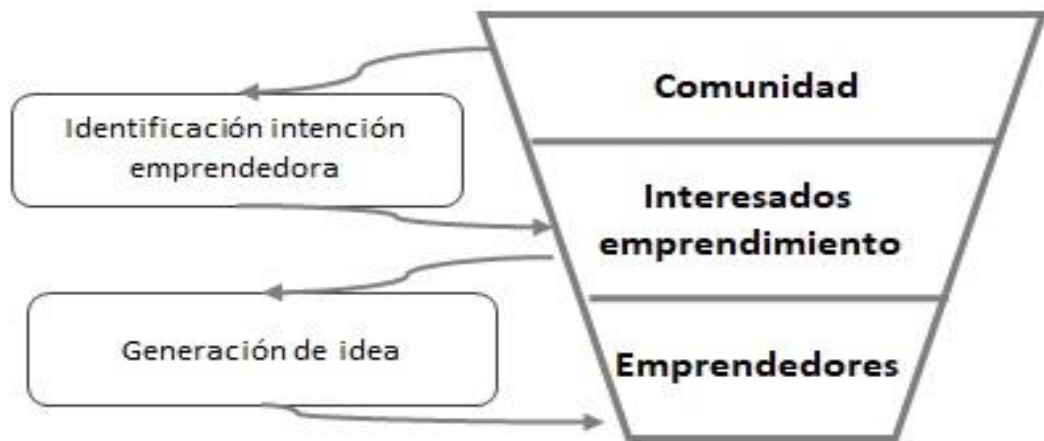 Comunidad
Identificación intención
emprendedora
Interesados
emprendimiento
Generación de idea
Emprendedores